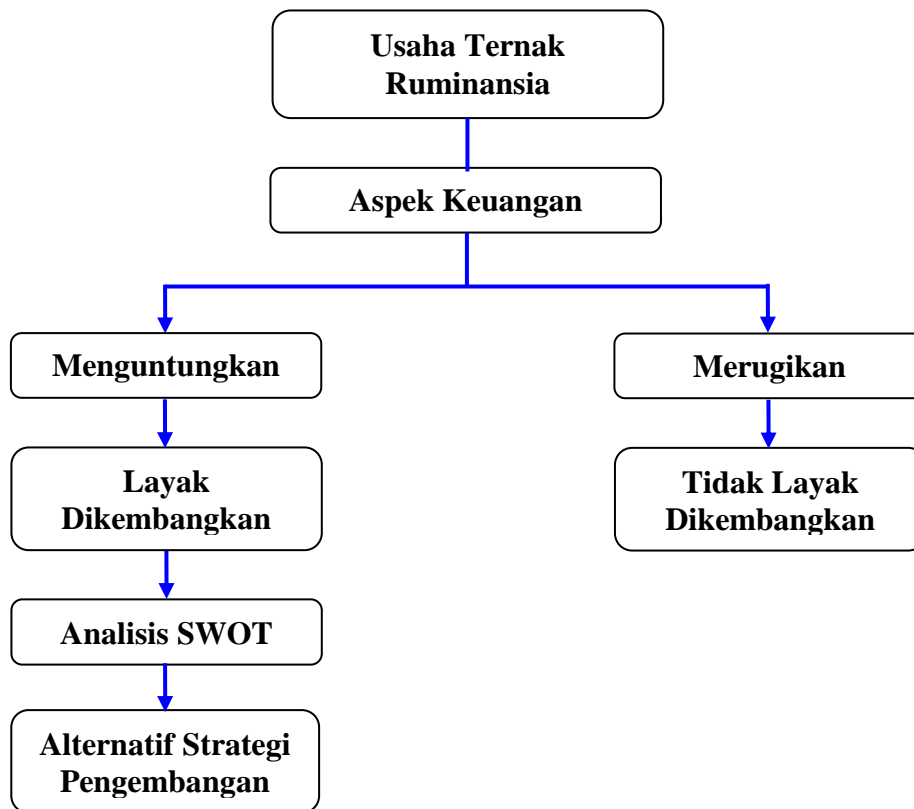 Usaha Ternak
Ruminansia
Aspek Keuangan
Menguntungkan
Merugikan
Layak
Dikembangkan
Tidak Layak
Dikembangkan
Analisis SWOT
Alternatif Strategi
Pengembangan